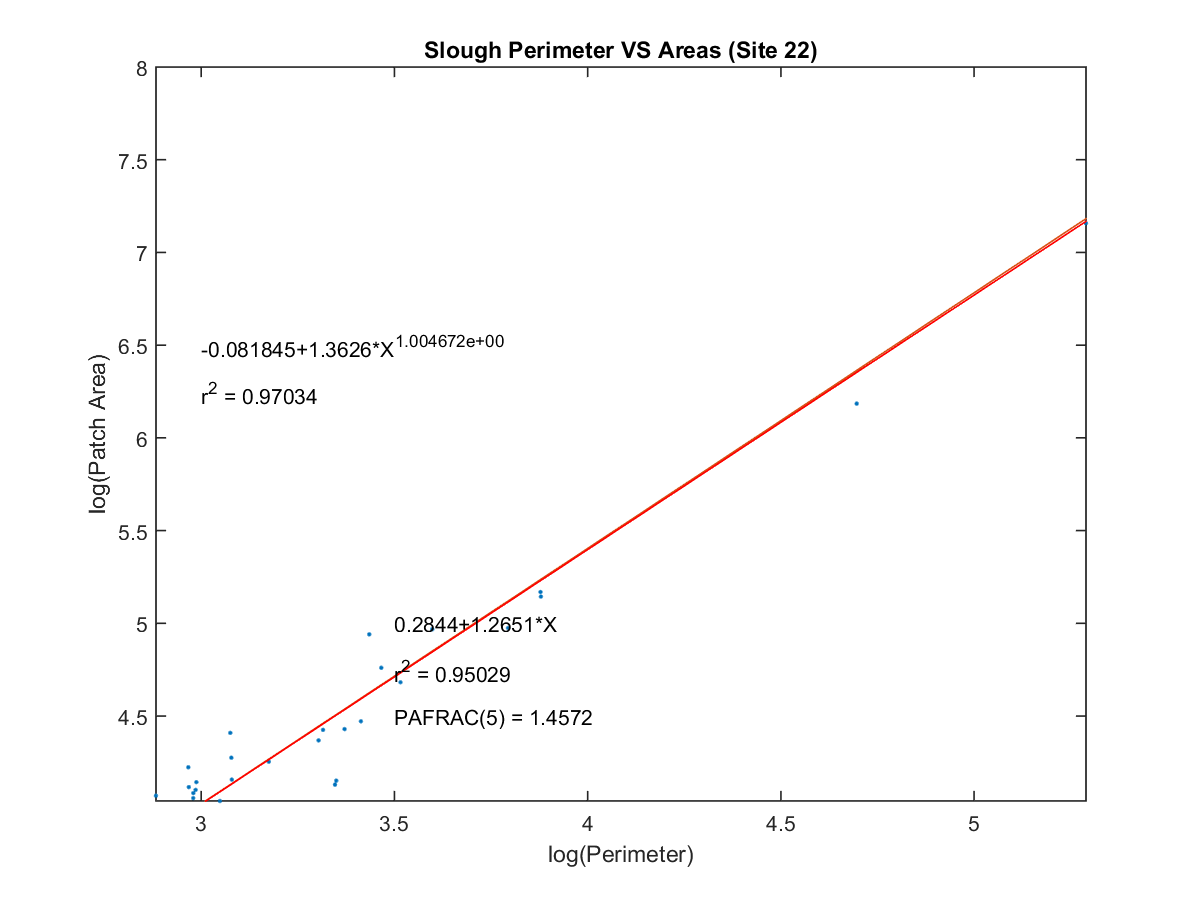 Slough Perimeter VS Areas (Site 22)
8
7.5
7
6.5
6
5.5
5
4.5
log(Patch Area)
-0.081845+1.3626*X^1.004672e+00
r^2 = 0.97034
0.2844+1.2651*X
r^2 = 0.95029
PAFRAC(5) = 1.4572
3 3.5 4 4.5 5
log(Perimeter)